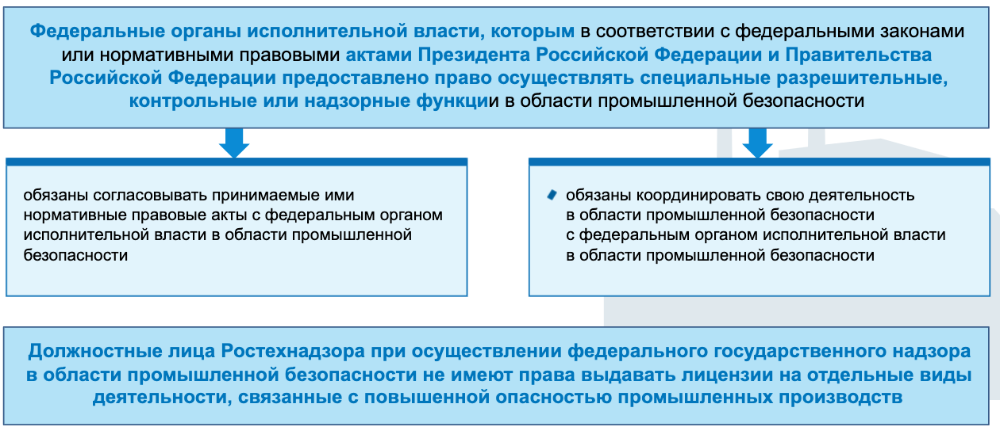 Федеральные органы исполнительной власти, которым в соответствии с федеральными законами
или нормативными правовыми актами Президента Российской Федерации и Правительства
Российской Федерации предоставлено право осуществлять специальные разрешительные,
контрольные или надзорные функции в области промышленной безопасности
обязаны согласовывать принимаемые ими
нормативные правовые акты с федеральным органом
исполнительной власти в области промышленной
безопасности
обязаны координировать свою деятельность
в области промышленной безопасности
с федеральным органом исполнительной власти
в области промышленной безопасности
Должностные лица Ростехнадзора при осуществлении федерального государственного надзора
в области промышленной безопасности не имеют права выдавать лицензии на отдельные виды
деятельности, связанные с повышенной опасностью промышленных производств